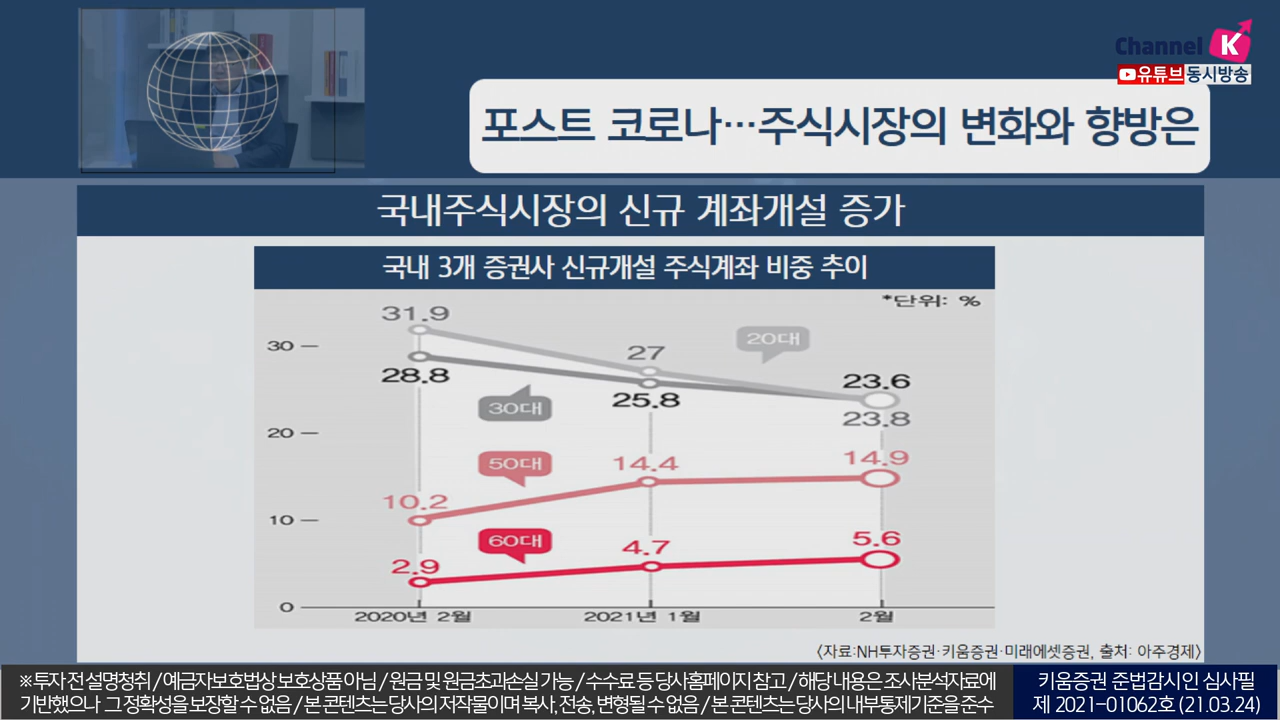 Channel K
유튜브동시방송
포스트 코로나…주식시장의 변화와 향방은
국내주식시장의 신규 계좌개설 증가
국내 3개 증권사 신규개설 주식계좌 비중 추이
*단위: %
31.9
20대
30
27
28.8
23.6
30대
25.8
23.8
20
50대
14.4
14.9
10.2
10
60대
4.7
5.6
2.9
0
2020년 2월 2021년 1월 2월
<자료:NH투자증권·키움증권·미래에셋증권, 출처: 아주경제>
※투자 전 설명청취 / 예금자보호법상 보호상품 아님 / 원금 및 원금초과손실 가능 / 수수료 등 당사홈페이지 참고 / 해당 내용은 조사분석자료에
기반했으나 그 정확성을 보장할 수 없음 / 본 콘텐츠는 당사의 저작물이며 복사, 전송, 변형될 수 없음 / 본 콘텐츠는 당사의 내부통제기준을 준수
키움증권 준법감시인 심사필
제 2021-01062호 (21.03.24)